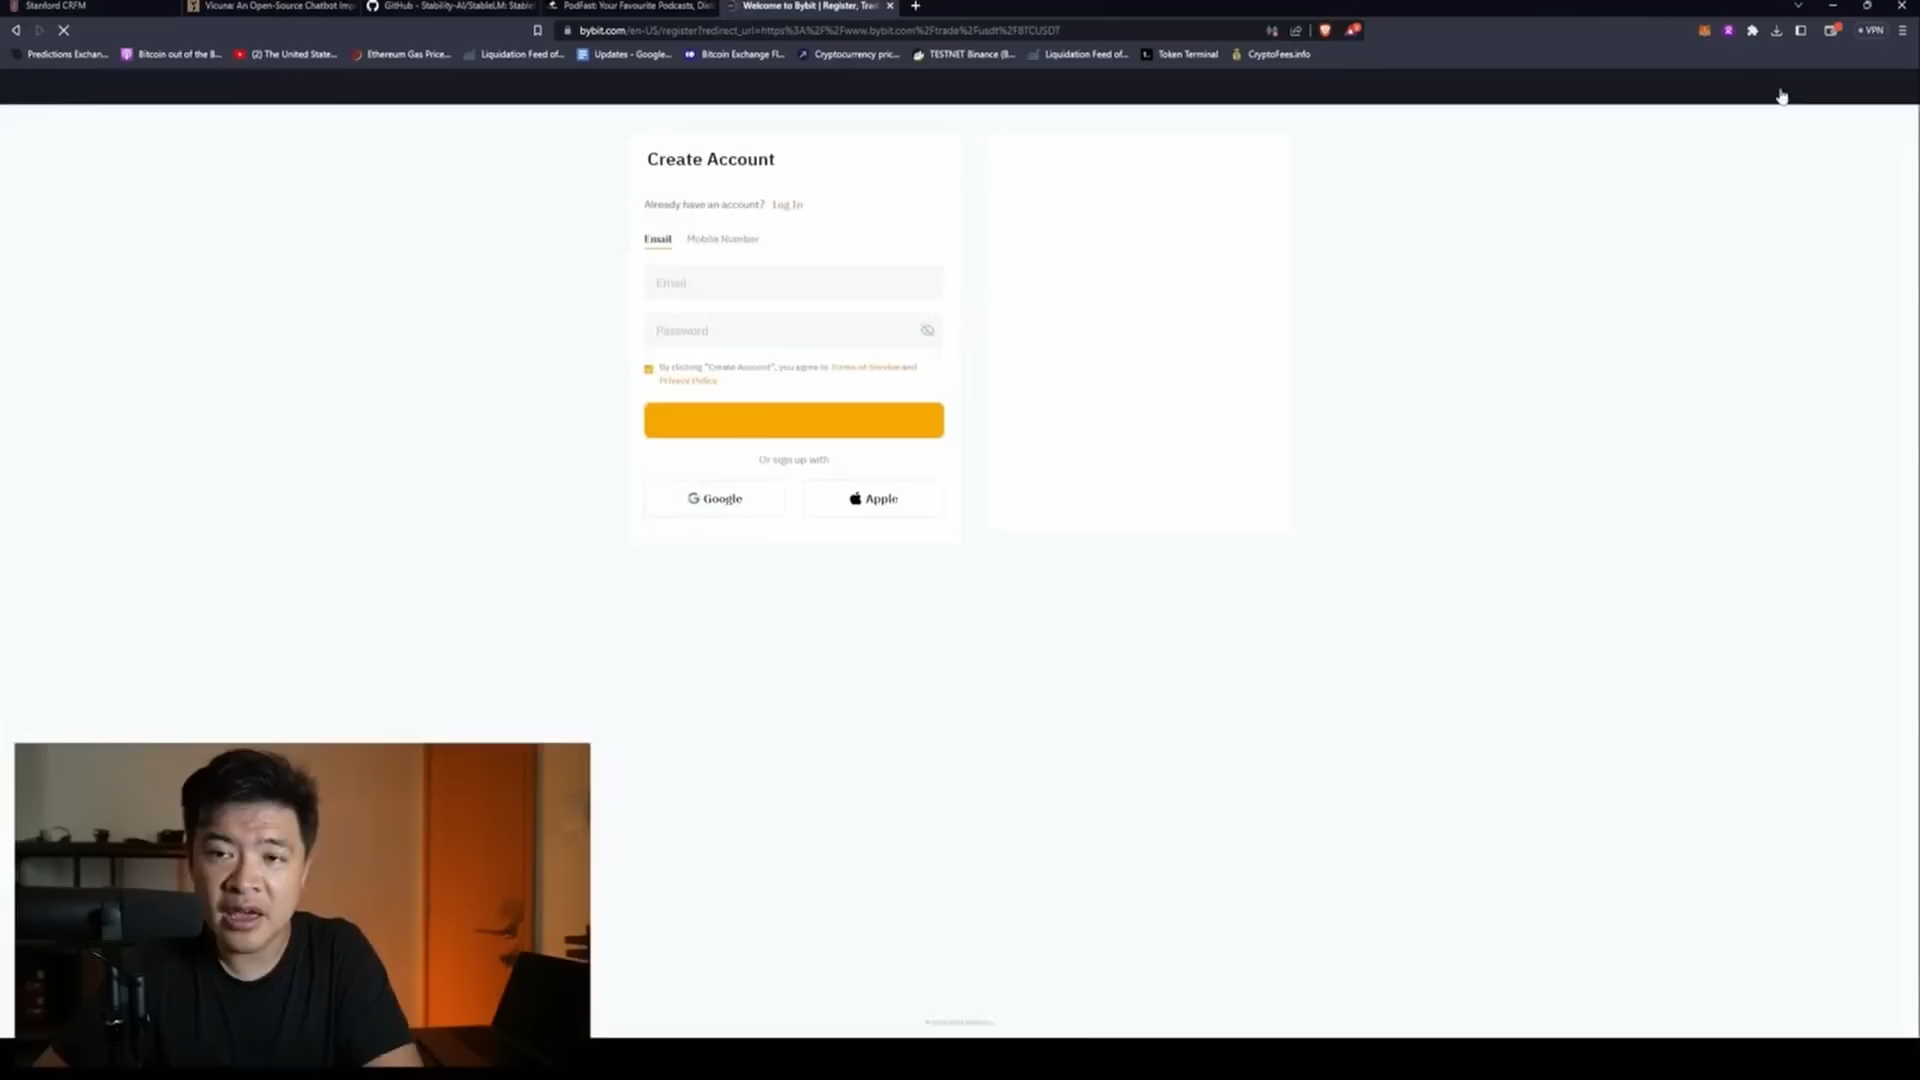 Stanford CRFM
Vicuna: An Open-Source Chatbot Imp
GitHub - Stability-AI/StableLM: Stable
PodFast: Your Favourite Podcasts, Dis
Welcome to Bybit | Register, Tra
bybit.com/en-US/register?redirect_url=https%3A%2F%2Fwww.bybit.com%2Ftrade%2Fusdt%2FBTCUSDT
VPN
Predictions Exchan...
Bitcoin out of the B...
(2) The United State...
Ethereum Gas Price...
Liquidation Feed of...
Updates - Google...
Bitcoin Exchange Fl...
Cryptocurrency pric...
TESTNET Binance (B...
Liquidation Feed of...
Token Terminal
CryptoFees.info
Create Account
Already have an account? Log In
Email
Mobile Number
Email
Password
By clicking "Create Account", you agree to Terms of Service and
Privacy Policy.
Or sign up with
Google
Apple